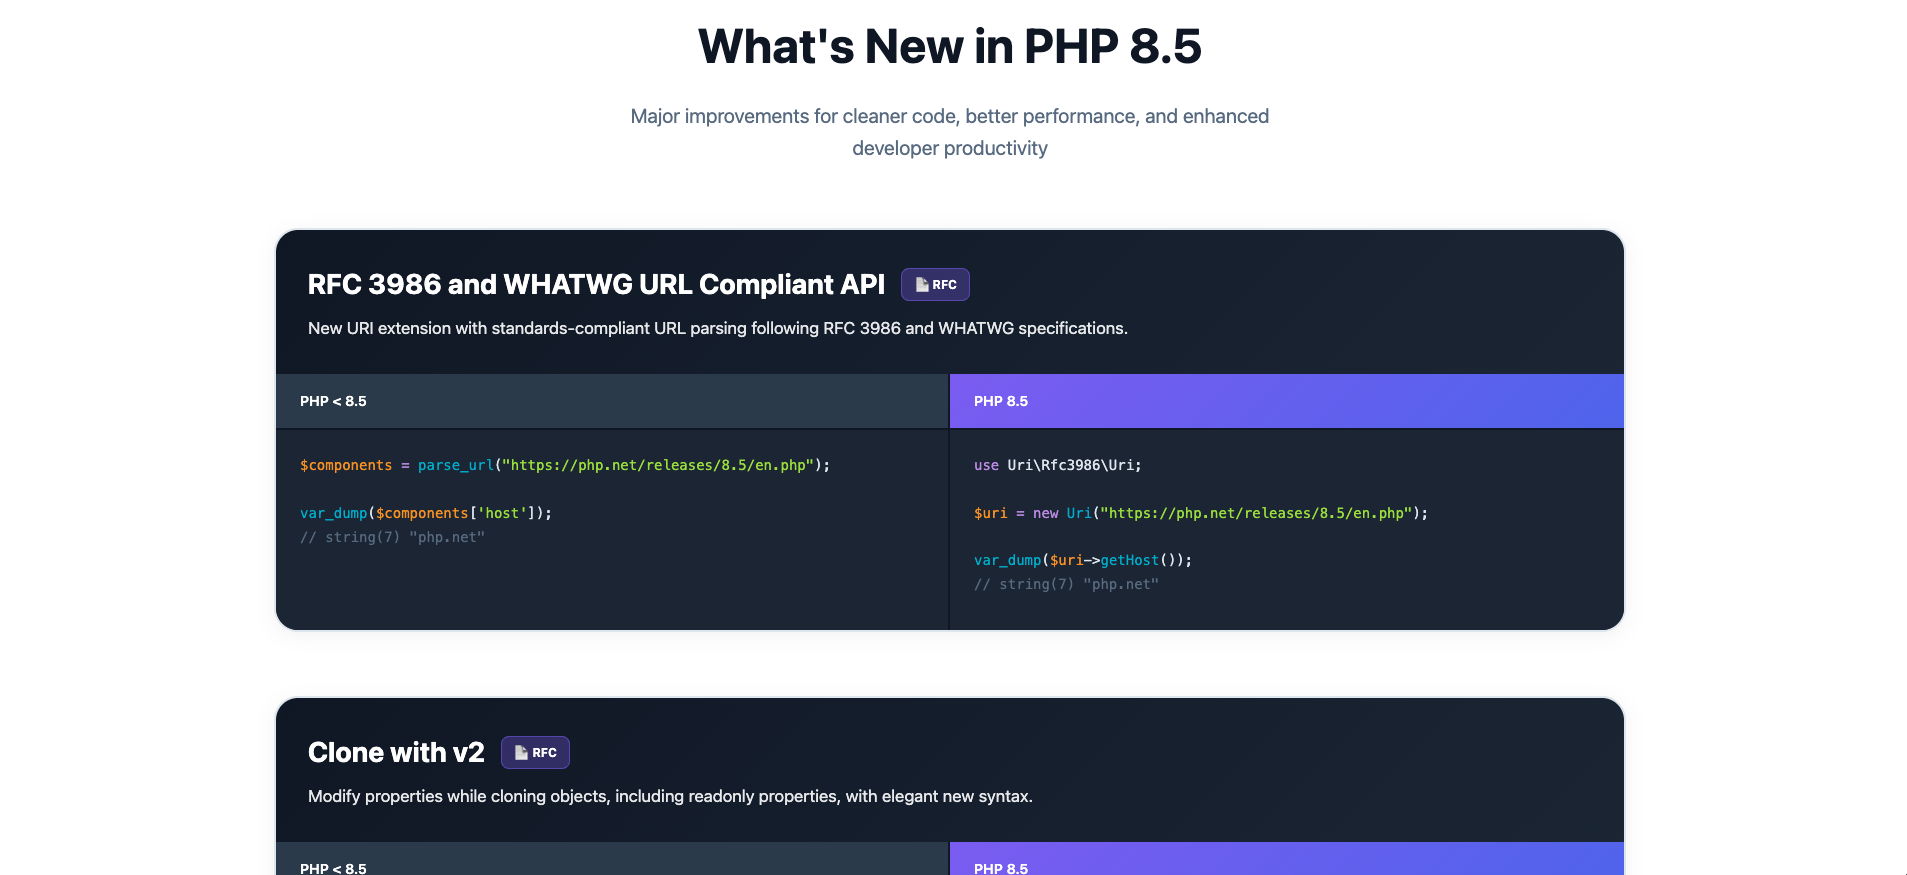 What's New in PHP 8.5
Major improvements for cleaner code, better performance, and enhanced
developer productivity
RFC 3986 and WHATWG URL Compliant API RFC
New URI extension with standards-compliant URL parsing following RFC 3986 and WHATWG specifications.
PHP < 8.5
$components = parse_url("https://php.net/releases/8.5/en.php");
var_dump($components['host']);
// string(7) "php.net"
PHP 8.5
use Uri\Rfc3986\Uri;
$uri = new Uri("https://php.net/releases/8.5/en.php");
var_dump($uri->getHost());
// string(7) "php.net"
Clone with v2 RFC
Modify properties while cloning objects, including readonly properties, with elegant new syntax.
PHP < 8.5
PHP 8.5